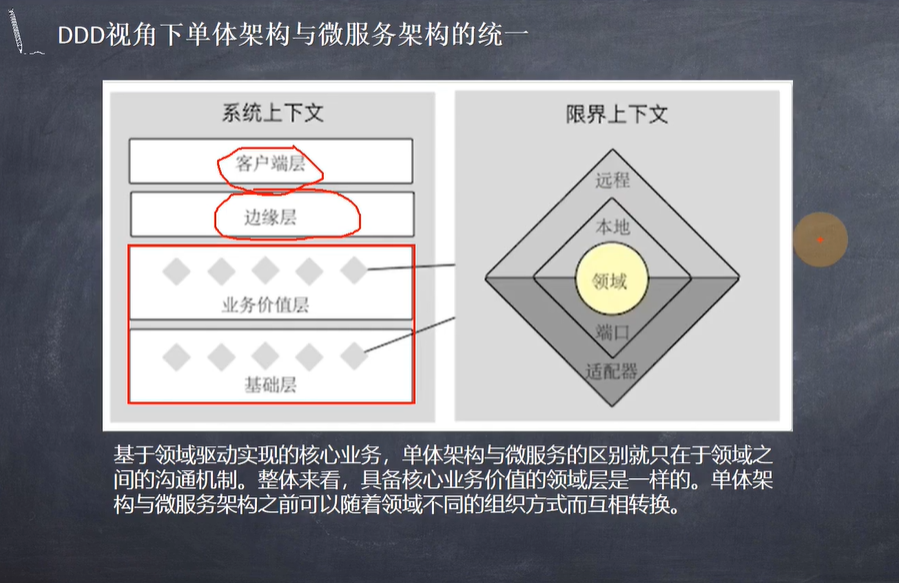 DDD视角下单体架构与微服务架构的统一
系统上下文
客户端层
边缘层
业务价值层
基础层
限界上下文
远程
本地
领域
端口
适配器
基于领域驱动实现的核心业务，单体架构与微服务的区别就只在于领域之
间的沟通机制。整体来看，具备核心业务价值的领域层是一样的。单体架
构与微服务架构之前可以随着领域不同的组织方式而互相转换。